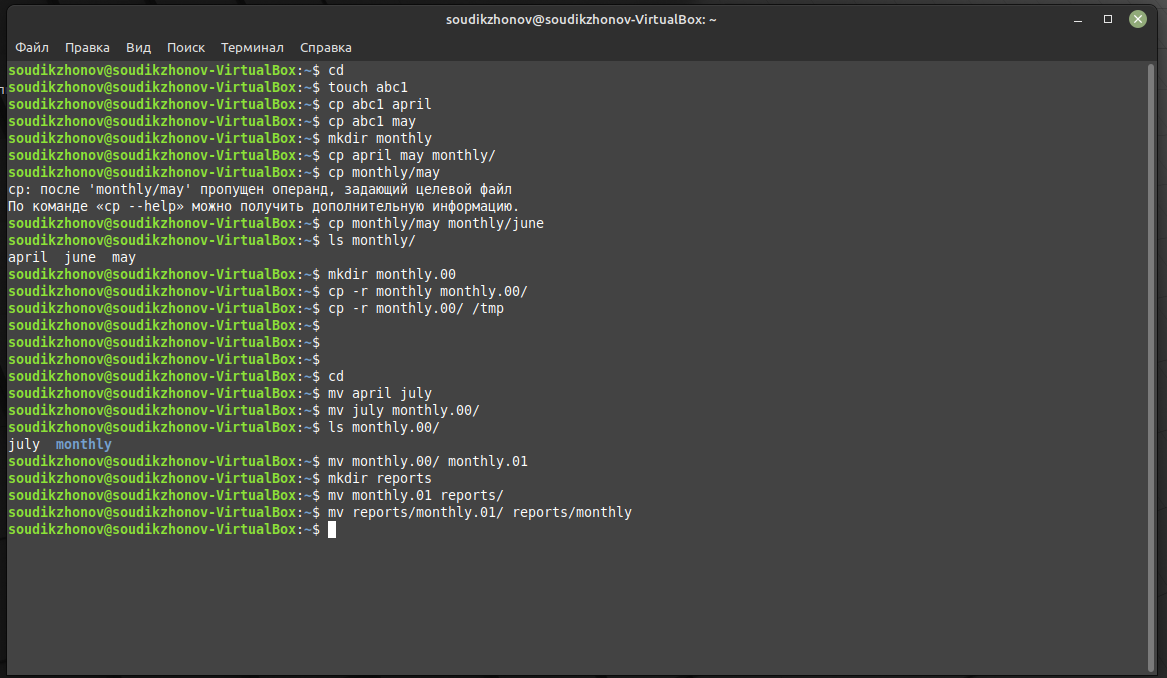 soudikzhonov@soudikzhonov-VirtualBox: ~
Файл Правка Вид Поиск Терминал Справка
soudikzhonov@soudikzhonov-VirtualBox:~$ cd
soudikzhonov@soudikzhonov-VirtualBox:~$ touch abc1
soudikzhonov@soudikzhonov-VirtualBox:~$ cp abc1 april
soudikzhonov@soudikzhonov-VirtualBox:~$ cp abc1 may
soudikzhonov@soudikzhonov-VirtualBox:~$ mkdir monthly
soudikzhonov@soudikzhonov-VirtualBox:~$ cp april may monthly/
soudikzhonov@soudikzhonov-VirtualBox:~$ cp monthly/may
cp: после 'monthly/may' пропущен операнд, задающий целевой файл
По команде «cp --help» можно получить дополнительную информацию.
soudikzhonov@soudikzhonov-VirtualBox:~$ cp monthly/may monthly/june
soudikzhonov@soudikzhonov-VirtualBox:~$ ls monthly/
april june may
soudikzhonov@soudikzhonov-VirtualBox:~$ mkdir monthly.00
soudikzhonov@soudikzhonov-VirtualBox:~$ cp -r monthly monthly.00/
soudikzhonov@soudikzhonov-VirtualBox:~$ cp -r monthly.00/ /tmp
soudikzhonov@soudikzhonov-VirtualBox:~$
soudikzhonov@soudikzhonov-VirtualBox:~$
soudikzhonov@soudikzhonov-VirtualBox:~$
soudikzhonov@soudikzhonov-VirtualBox:~$ cd
soudikzhonov@soudikzhonov-VirtualBox:~$ mv april july
soudikzhonov@soudikzhonov-VirtualBox:~$ mv july monthly.00/
soudikzhonov@soudikzhonov-VirtualBox:~$ ls monthly.00/
july monthly
soudikzhonov@soudikzhonov-VirtualBox:~$ mv monthly.00/ monthly.01
soudikzhonov@soudikzhonov-VirtualBox:~$ mkdir reports
soudikzhonov@soudikzhonov-VirtualBox:~$ mv monthly.01 reports/
soudikzhonov@soudikzhonov-VirtualBox:~$ mv reports/monthly.01/ reports/monthly
soudikzhonov@soudikzhonov-VirtualBox:~$